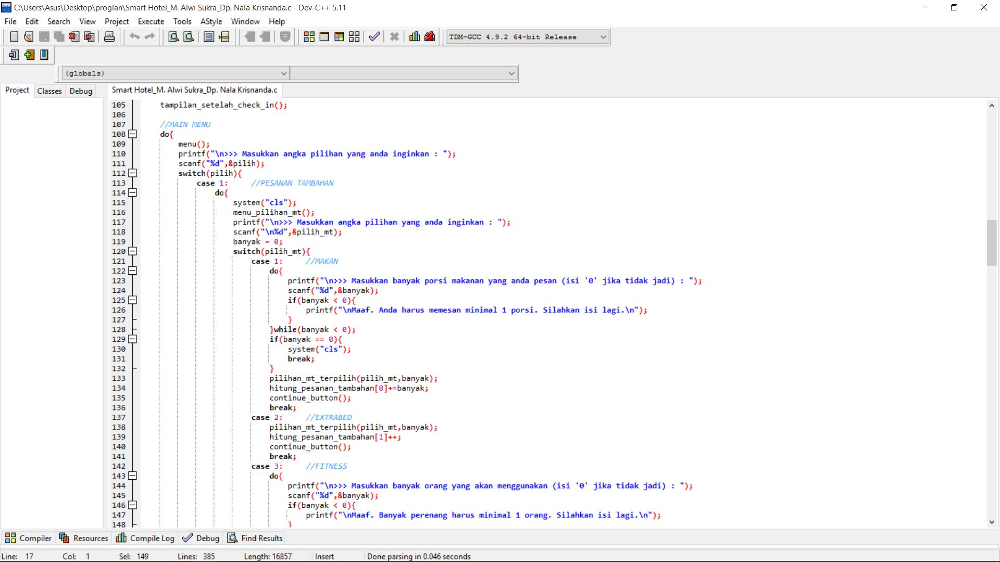 C:\Users\Asus\Desktop\proglan\Smart Hotel_M. Alwi Sukra_Dp. Nala Krisnanda.c - Dev-C++ 5.11
File Edit Search View Project Execute Tools AStyle Window Help
TDM-GCC 4.9.2 64-bit Release
(globals)
Project Classes Debug
Smart Hotel_M. Alwi Sukra_Dp. Nala Krisnanda.c
105 tampilan_setelah_check_in();
106
107 //MAIN MENU
108 do{
109 menu();
110 printf("\n>>> Masukkan angka pilihan yang anda inginkan : ");
111 scanf("%d",&pilih);
112 switch(pilih){
113 case 1: //PESANAN TAMBAHAN
114 do{
115 system("cls");
116 menu_pilihan_mt();
117 printf("\n>>> Masukkan angka pilihan yang anda inginkan : ");
118 scanf("\n%d",&pilih_mt);
119 banyak = 0;
120 switch(pilih_mt){
121 case 1: //MAKAN
122 do{
123 printf("\n>>> Masukkan banyak porsi makanan yang anda pesan (isi '0' jika tidak jadi) : ");
124 scanf("%d",&banyak);
125 if(banyak < 0){
126 printf("\nMaaf. Anda harus memesan minimal 1 porsi. Silahkan isi lagi.\n");
127 }
128 }while(banyak < 0);
129 if(banyak == 0){
130 system("cls");
131 break;
132 }
133 pilihan_mt_terpilih(pilih_mt,banyak);
134 hitung_pesanan_tambahan[0]+=banyak;
135 continue_button();
136 break;
137 case 2: //EXTRABED
138 pilihan_mt_terpilih(pilih_mt,banyak);
139 hitung_pesanan_tambahan[1]++;
140 continue_button();
141 break;
142 case 3: //FITNESS
143 do{
144 printf("\n>>> Masukkan banyak orang yang akan menggunakan (isi '0' jika tidak jadi) : ");
145 scanf("%d",&banyak);
146 if(banyak < 0){
147 printf("\nMaaf. Banyak perenang harus minimal 1 orang. Silahkan isi lagi.\n");
148 }
Compiler Resources Compile Log Debug Find Results
Line: 17 Col: 1 Sel: 149 Lines: 385 Length: 16857 Insert Done parsing in 0.046 seconds